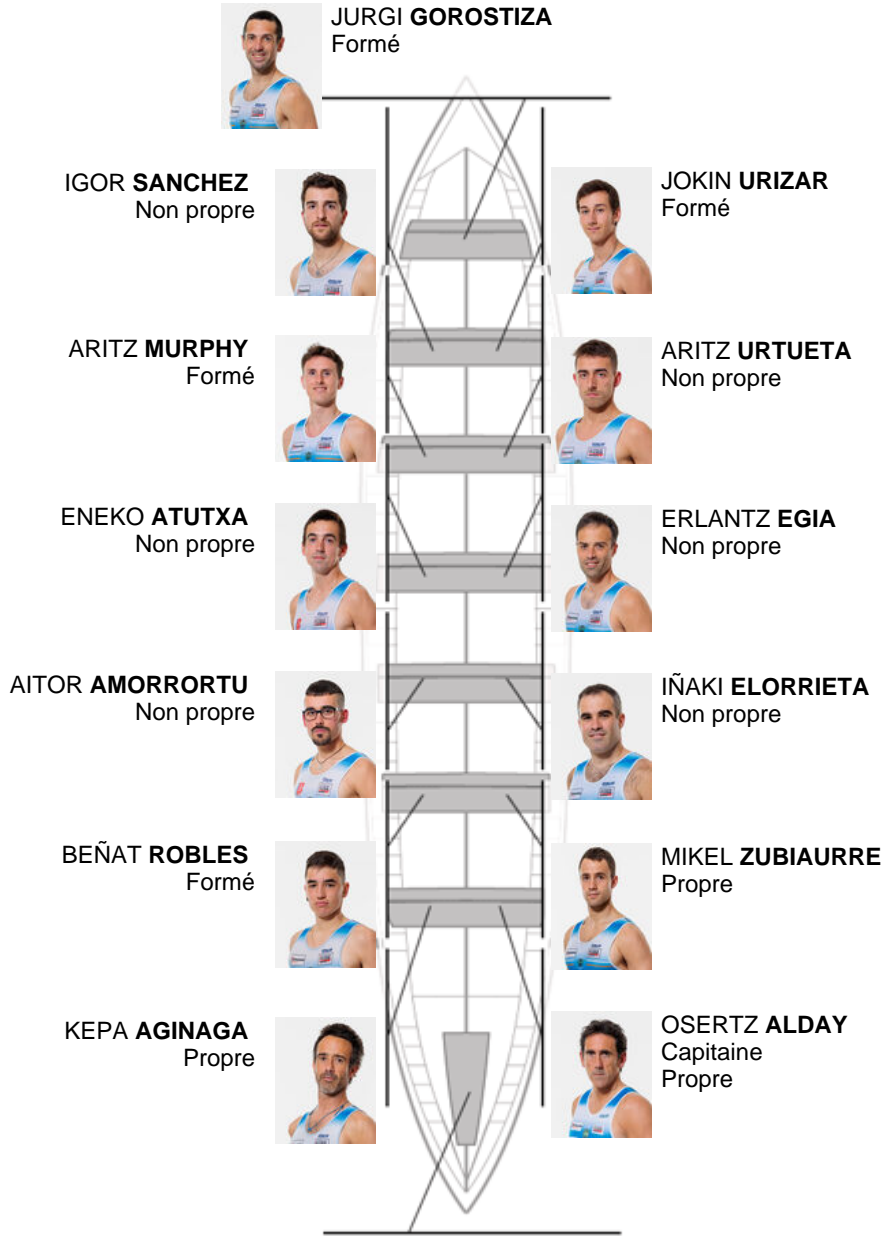 JURGI GOROSTIZA
Formé
IGOR SANCHEZ
Non propre
JOKIN URIZAR
Formé
ARITZ MURPHY
Formé
ARITZ URTUETA
Non propre
ENEKO ATUTXA
Non propre
ERLANTZ EGIA
Non propre
AITOR AMORRORTU
Non propre
IÑAKI ELORRIETA
Non propre
BEÑAT ROBLES
Formé
MIKEL ZUBIAURRE
Propre
KEPA AGINAGA
Propre
OSERTZ ALDAY
Capitaine
Propre